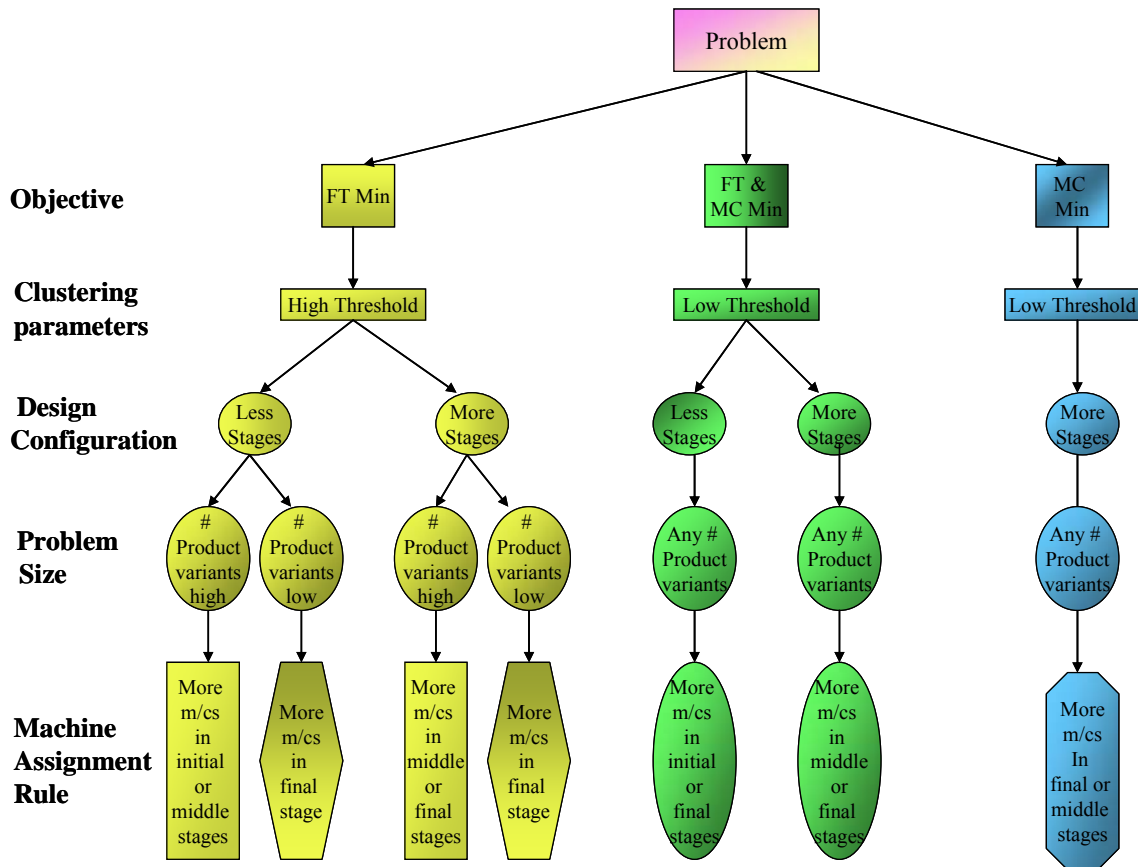 Problem
Objective
FT Min
FT &
MC Min
MC
Min
Clustering
parameters
High Threshold
Low Threshold
Low Threshold
Design
Configuration
Less
Stages
More
Stages
Less
Stages
More
Stages
More
Stages
Problem
Size
#
Product
variants
high
#
Product
variants
low
#
Product
variants
high
#
Product
variants
low
Any #
Product
variants
Any #
Product
variants
Any #
Product
variants
Machine
Assignment
Rule
More
m/cs
in
initial
or
middle
stages
More
m/cs
in
final
stage
More
m/cs
in
middle
or
final
stages
More
m/cs
in
final
stage
More
m/cs
in
initial
or
final
stages
More
m/cs
in
middle
or
final
stages
More
m/cs
In
final or
middle
stages